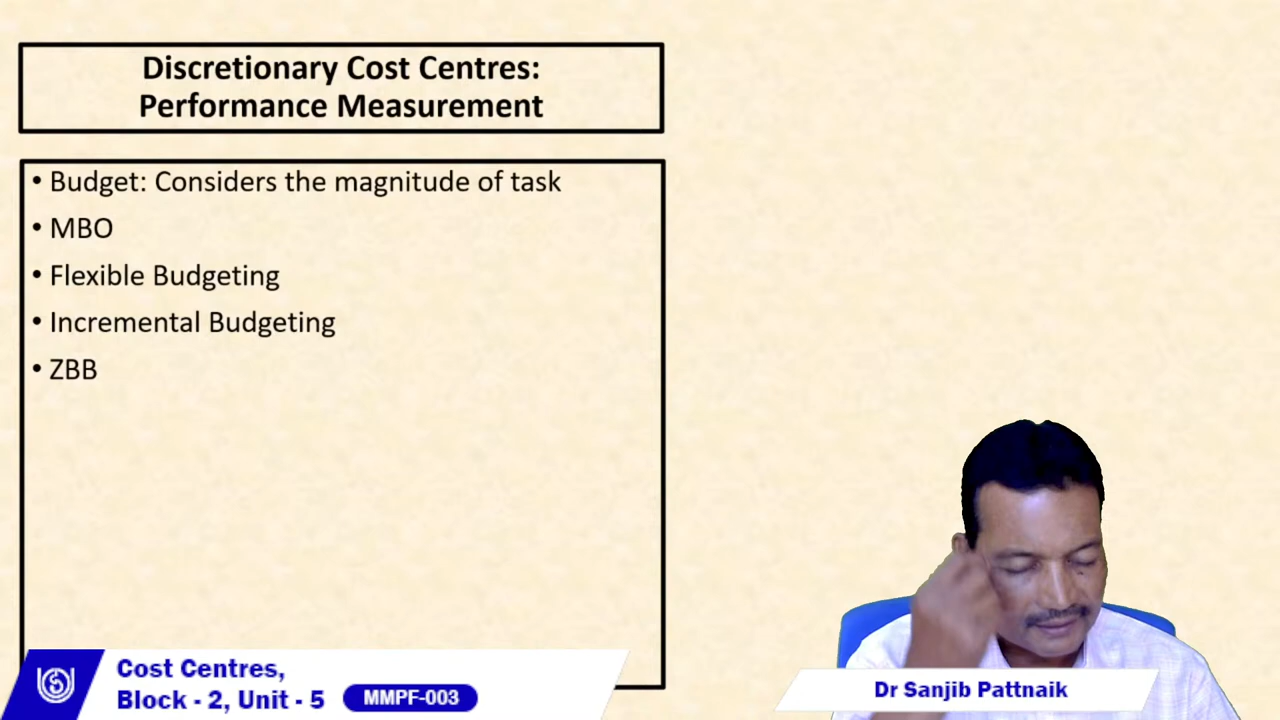 Discretionary Cost Centres:
Performance Measurement
• Budget: Considers the magnitude of task
• MBO
• Flexible Budgeting
• Incremental Budgeting
• ZBB
Cost Centres,
Block - 2, Unit - 5 MMPF-003
Dr Sanjib Pattnaik